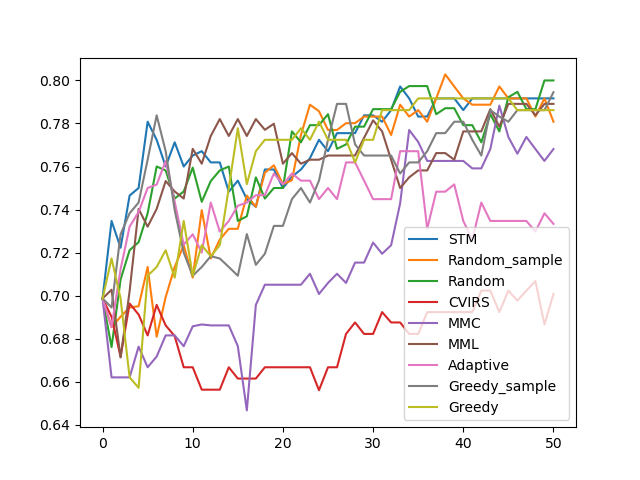 0.80
0.78
0.76
0.74
0.72
0.70
0.68
0.66
0.64
0
10
20
30
40
50
STM
Random_sample
Random
CVIRS
MMC
MML
Adaptive
Greedy_sample
Greedy